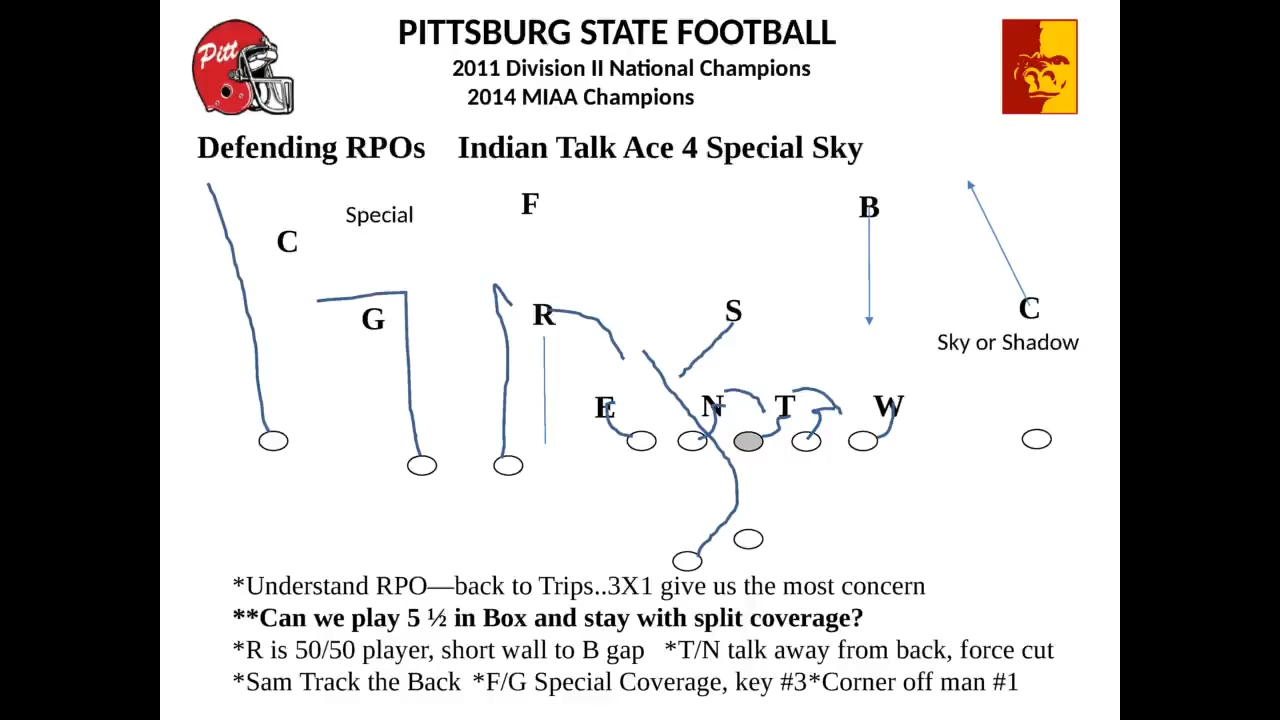 PITTSBURG STATE FOOTBALL
2011 Division II National Champions
2014 MIAA Champions
Pitt
Defending RPOs Indian Talk Ace 4 Special Sky
Special
F
B
C
G
R
S
C
Sky or Shadow
E
N
T
W
*Understand RPO—back to Trips..3X1 give us the most concern
**Can we play 5 ½ in Box and stay with split coverage?
*R is 50/50 player, short wall to B gap *T/N talk away from back, force cut
*Sam Track the Back *F/G Special Coverage, key #3*Corner off man #1